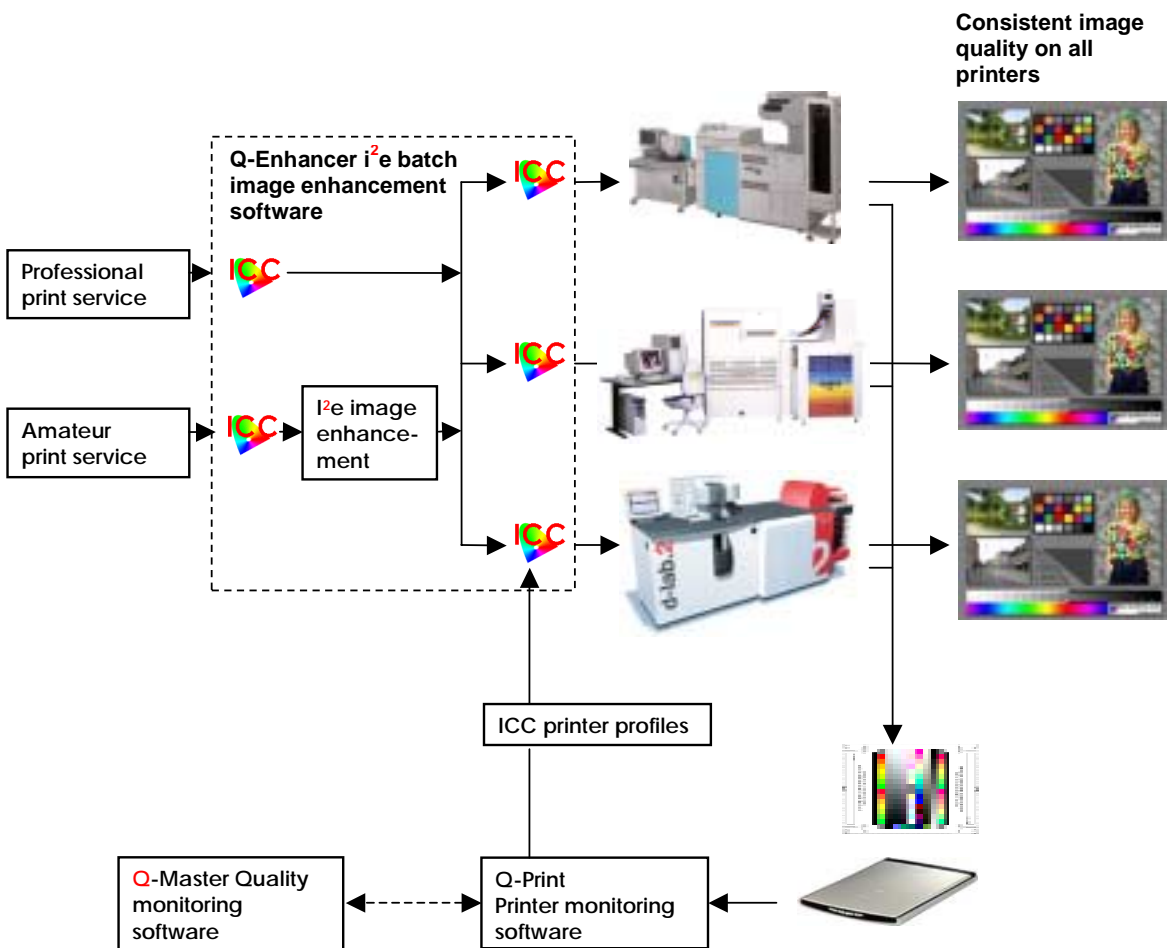 Consistent image
quality on all
printers
Q-Enhancer i²e batch
image enhancement
software
ICC
ICC
Professional
print service
ICC
Amateur
print service
ICC
I²e image
enhance-
ment
ICC
d-lab.2
ICC printer profiles
Q-Master Quality
monitoring
software
Q-Print
Printer monitoring
software